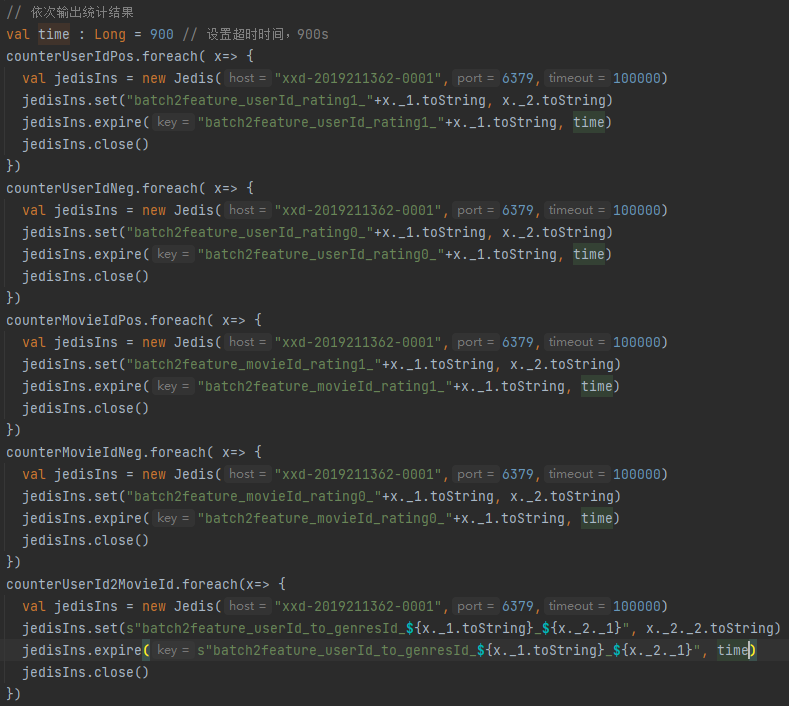 // 依次输出统计结果
val time : Long = 900 // 设置超时时间，900s
counterUserIdPos.foreach( x=> {
  val jedisIns = new Jedis( host = "xxd-2019211362-0001", port = 6379, timeout = 100000)
  jedisIns.set("batch2feature_userId_rating1_"+x._1.toString, x._2.toString)
  jedisIns.expire( key = "batch2feature_userId_rating1_"+x._1.toString, time)
  jedisIns.close()
})
counterUserIdNeg.foreach( x=> {
  val jedisIns = new Jedis( host = "xxd-2019211362-0001", port = 6379, timeout = 100000)
  jedisIns.set("batch2feature_userId_rating0_"+x._1.toString, x._2.toString)
  jedisIns.expire( key = "batch2feature_userId_rating0_"+x._1.toString, time)
  jedisIns.close()
})
counterMovieIdPos.foreach( x=> {
  val jedisIns = new Jedis( host = "xxd-2019211362-0001", port = 6379, timeout = 100000)
  jedisIns.set("batch2feature_movieId_rating1_"+x._1.toString, x._2.toString)
  jedisIns.expire( key = "batch2feature_movieId_rating1_"+x._1.toString, time)
  jedisIns.close()
})
counterMovieIdNeg.foreach( x=> {
  val jedisIns = new Jedis( host = "xxd-2019211362-0001", port = 6379, timeout = 100000)
  jedisIns.set("batch2feature_movieId_rating0_"+x._1.toString, x._2.toString)
  jedisIns.expire( key = "batch2feature_movieId_rating0_"+x._1.toString, time)
  jedisIns.close()
})
counterUserId2MovieId.foreach(x=> {
  val jedisIns = new Jedis( host = "xxd-2019211362-0001", port = 6379, timeout = 100000)
  jedisIns.set(s"batch2feature_userId_to_genresId_${x._1.toString}_${x._2._1}", x._2._2.toString)
  jedisIns.expire( key = s"batch2feature_userId_to_genresId_${x._1.toString}_${x._2._1}", time)
  jedisIns.close()
})